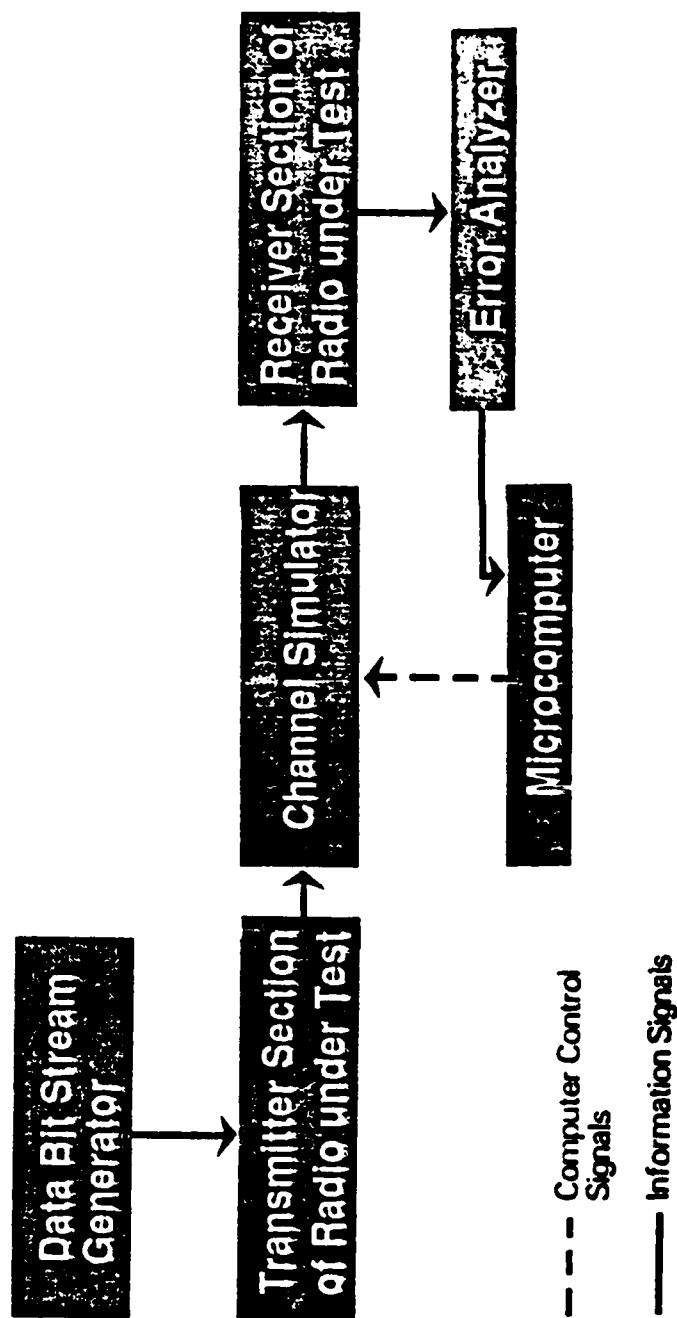 Data Bit Stream
Generator
Transmitter Section
of Radio under Test
Channel Simulator
Receiver Section of
Radio under Test
Error Analyzer
Microcomputer
Computer Control
Signals
Information Signals